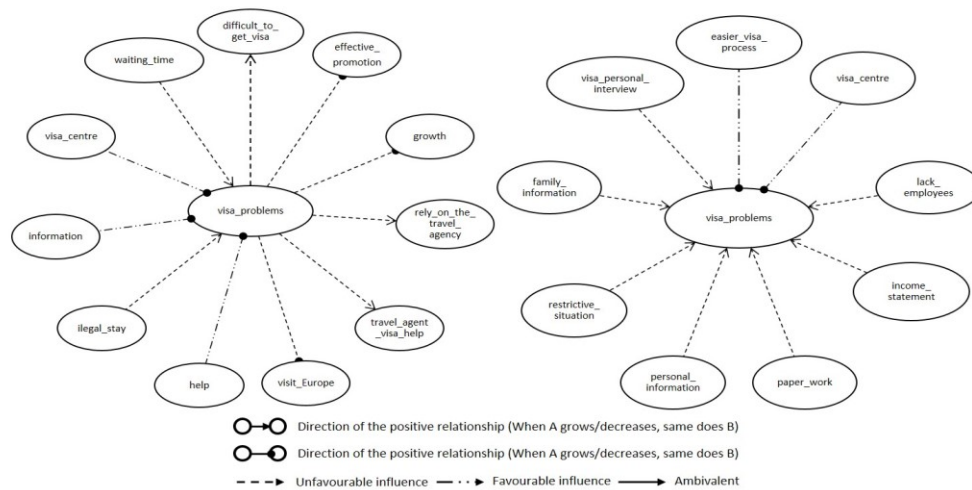 difficult_to_
get_visa
effective_
promotion
waiting_time
visa_centre
growth
visa_problems
information
rely_on_the_
travel_
agency
ilegal_stay
travel_agent
_visa_help
help
visit_Europe
easier_visa_
process
visa_personal_
interview
visa_centre
family_
information
lack_
employees
visa_problems
restrictive_
situation
income_
statement
personal_
information
paper_work
Direction of the positive relationship (When A grows/decreases, same does B)
Direction of the positive relationship (When A grows/decreases, same does B)
Unfavourable influence Favourable influence Ambivalent